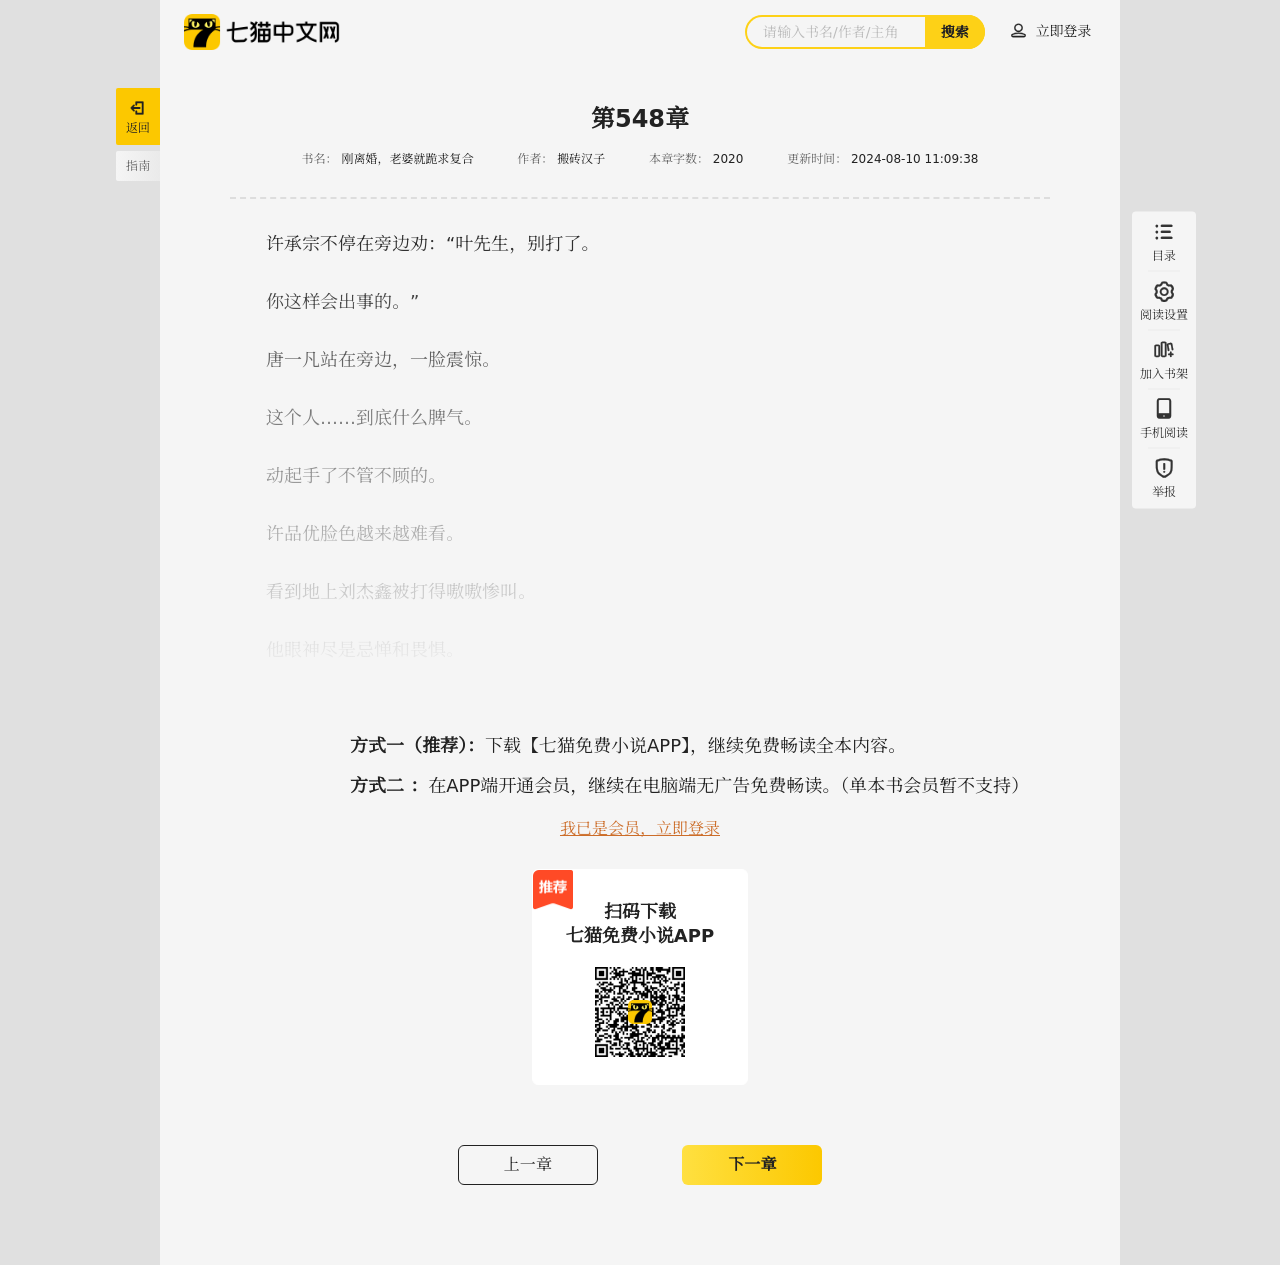 七猫中文网
请输入书名/作者/主角
搜索
立即登录
返回
指南
第548章
书名： 刚离婚，老婆就跪求复合 作者： 搬砖汉子 本章字数： 2020 更新时间： 2024-08-10 11:09:38
许承宗不停在旁边劝：“叶先生，别打了。
你这样会出事的。”
唐一凡站在旁边，一脸震惊。
这个人……到底什么脾气。
动起手了不管不顾的。
许品优脸色越来越难看。
看到地上刘杰鑫被打得嗷嗷惨叫。
他眼神尽是忌惮和畏惧。
目录
阅读设置
加入书架
手机阅读
举报
方式一（推荐）：下载【七猫免费小说APP】，继续免费畅读全本内容。
方式二 ：在APP端开通会员，继续在电脑端无广告免费畅读。（单本书会员暂不支持）
我已是会员，立即登录
推荐
扫码下载
七猫免费小说APP
上一章
下一章